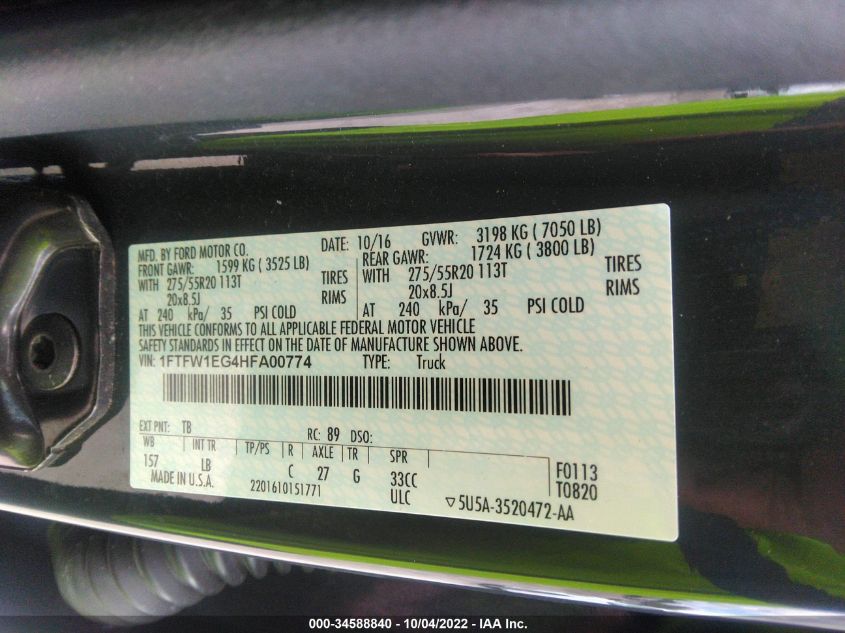 MFD. BY FORD MOTOR CO.
DATE: 10/16 GVWR: 3198 KG ( 7050 LB)
FRONT GAWR: 1599 KG ( 3525 LB)
REAR GAWR: 1724 KG ( 3800 LB)
WITH 275/55R20 113T TIRES
WITH 275/55R20 113T TIRES
20x8.5J RIMS
20x8.5J RIMS
AT 240 kPa/ 35 PSI COLD
AT 240 kPa/ 35 PSI COLD
THIS VEHICLE CONFORMS TO ALL APPLICABLE FEDERAL MOTOR VEHICLE
SAFETY STANDARDS IN EFFECT ON THE DATE OF MANUFACTURE SHOWN ABOVE.
VIN: 1FTFW1EG4HFA00774 TYPE: Truck
EXT PNT: TB RC: 89 DSO:
WB INT TR TP/PS R AXLE TR SPR
157 LB C 27 G 33CC F0113
MADE IN U.S.A. ULC T0820
2201610151771 ▽5U5A-3520472-AA
000-34588840 - 10/04/2022 - IAA Inc.